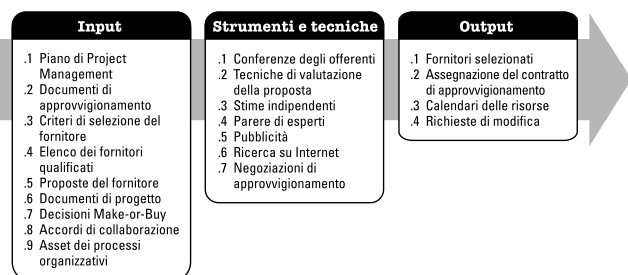 Input
.1 Piano di Project
Management
.2 Documenti di
approvvigionamento
.3 Criteri di selezione del
fornitore
.4 Elenco dei fornitori
qualificati
.5 Proposte del fornitore
.6 Documenti di progetto
.7 Decisioni Make-or-Buy
.8 Accordi di collaborazione
.9 Asset dei processi
organizzativi
Strumenti e tecniche
.1 Conferenze degli offerenti
.2 Tecniche di valutazione
della proposta
.3 Stime indipendenti
.4 Parere di esperti
.5 Pubblicità
.6 Ricerca su Internet
.7 Negoziazioni di
approvvigionamento
Output
.1 Fornitori selezionati
.2 Assegnazione del contratto
di approvvigionamento
.3 Calendari delle risorse
.4 Richieste di modifica